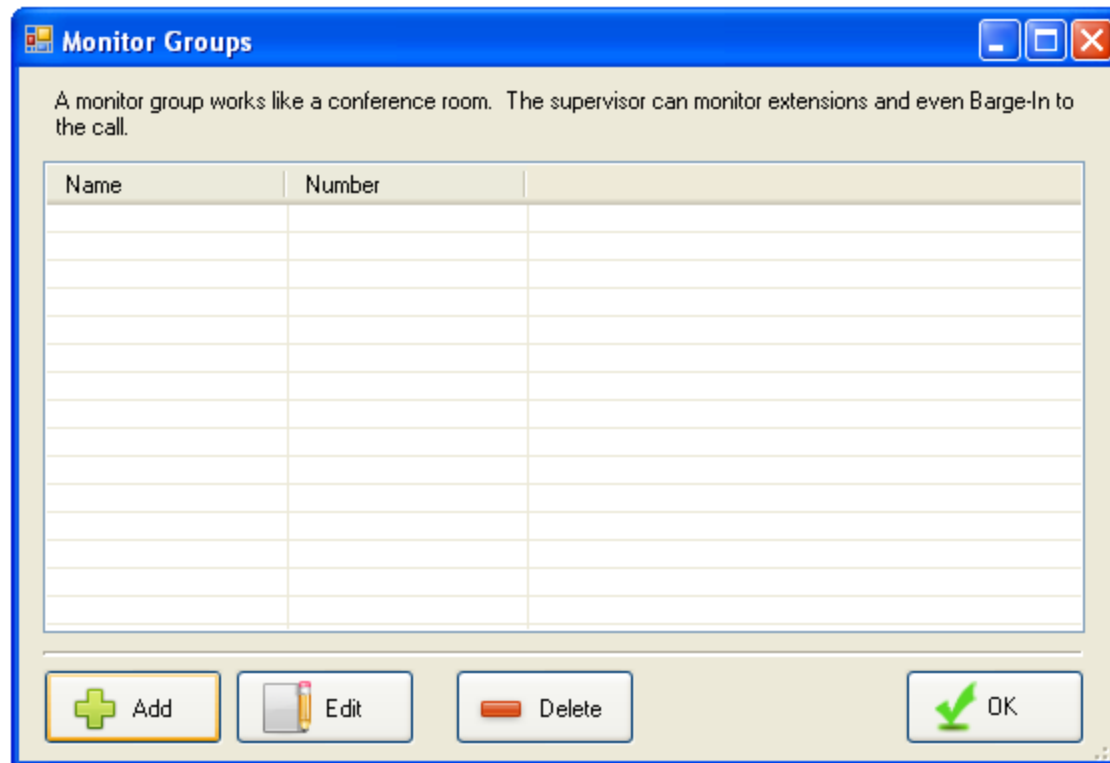 Monitor Groups
A monitor group works like a conference room.  The supervisor can monitor extensions and even Barge-In to
the call.
Name Number
Add Edit Delete OK